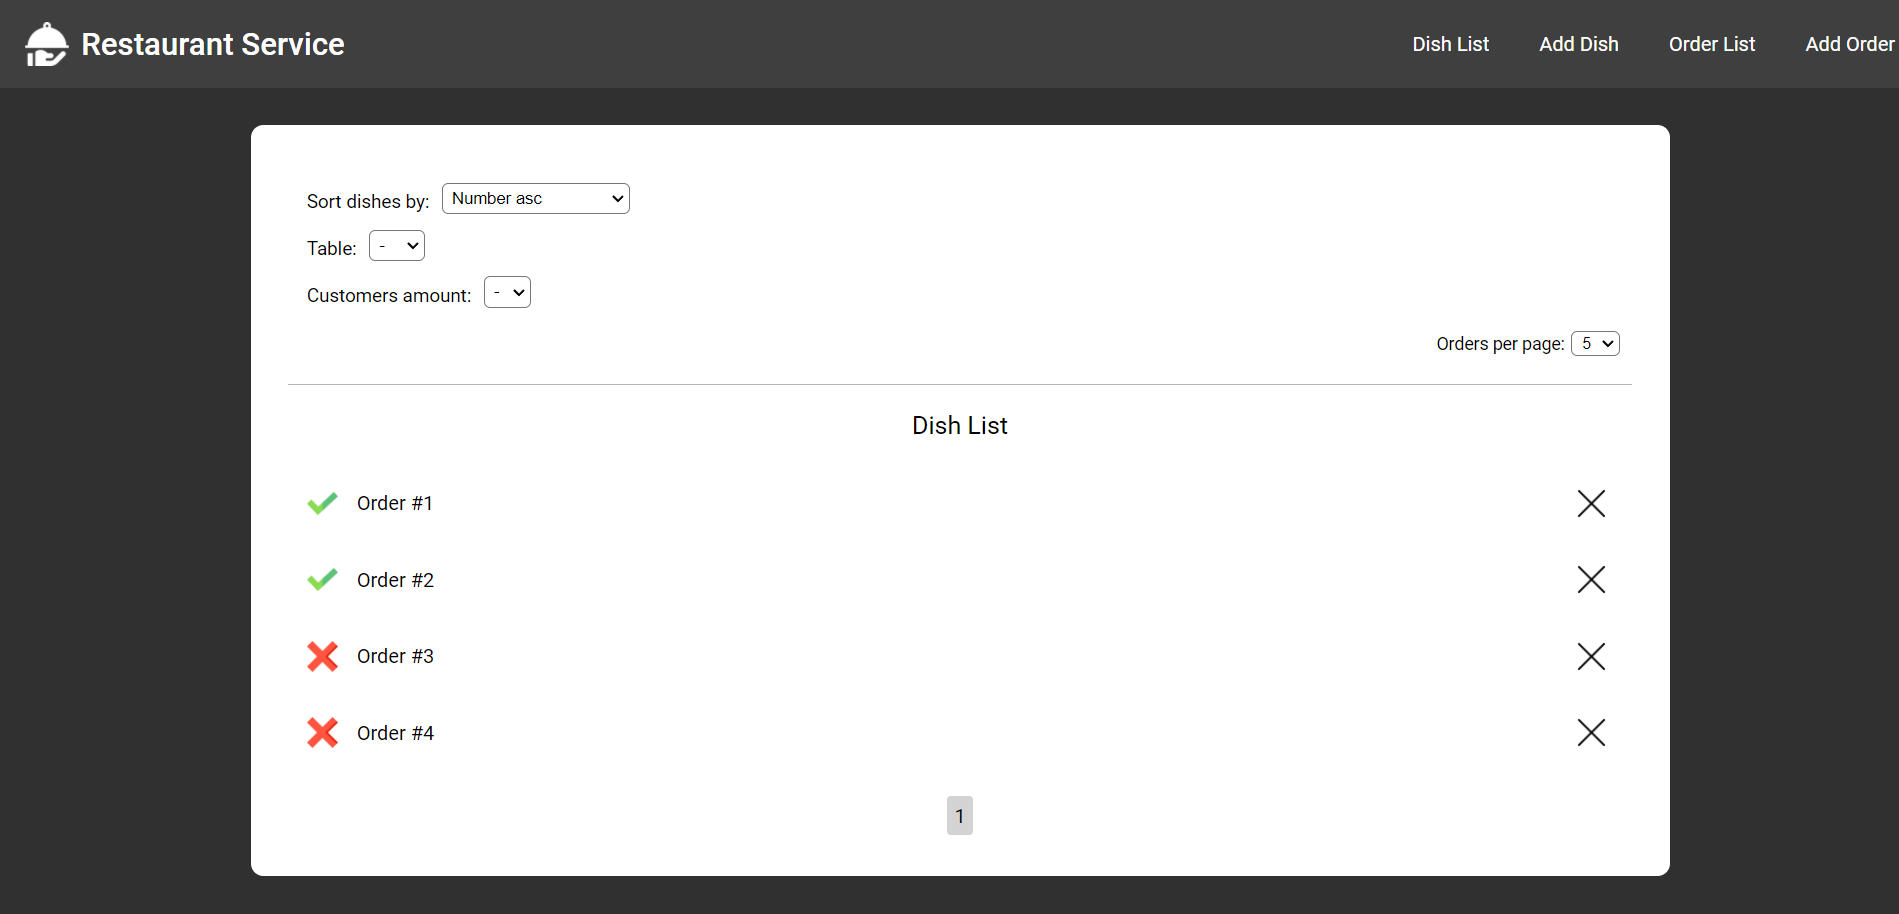 Restaurant Service
Dish List Add Dish Order List Add Order
Sort dishes by: Number asc
Table: -
Customers amount: -
Orders per page: 5
Dish List
Order #1
Order #2
Order #3
Order #4
1